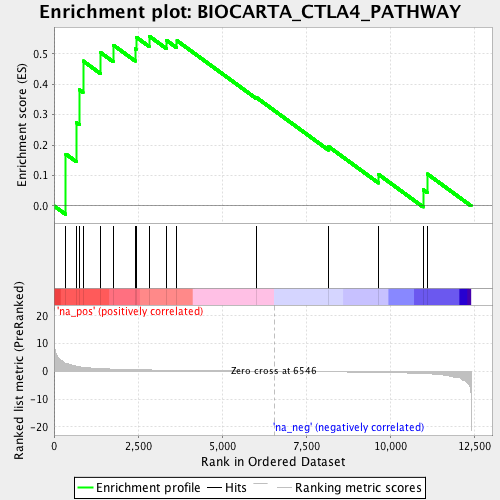 Enrichment plot: BIOCARTA_CTLA4_PATHWAY
Enrichment score (ES)
0.5
0.4
0.3
0.2
0.1
0.0
'na_pos' (positively correlated)
Ranked list metric (PreRanked)
20
10
0
-10
-20
Zero cross at 6546
'na_neg' (negatively correlated)
0 2,500 5,000 7,500 10,000 12,500
Rank in Ordered Dataset
Enrichment profile Hits Ranking metric scores